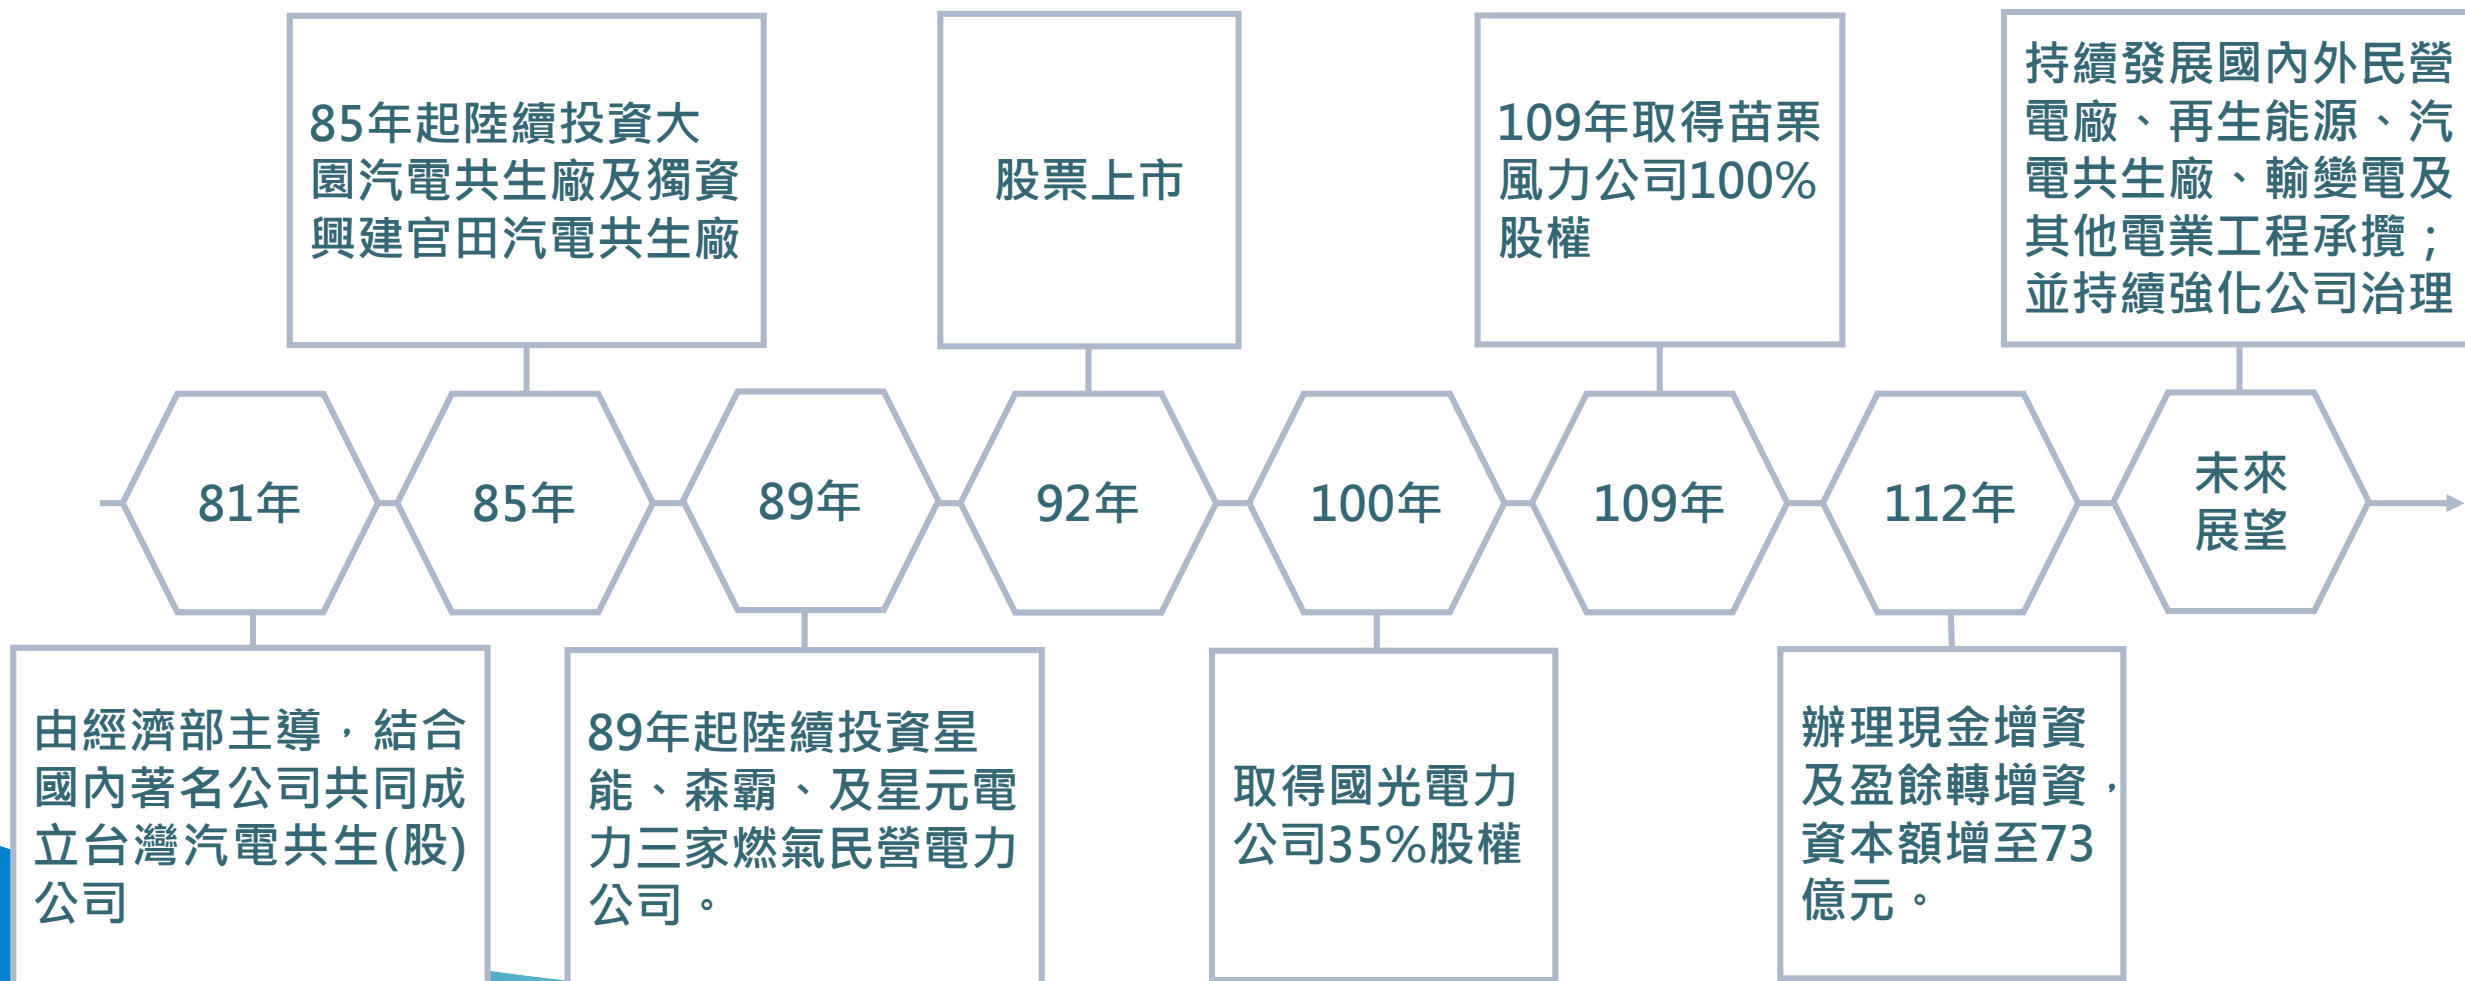 85年起陸續投資大
園汽電共生廠及獨資
興建官田汽電共生廠
股票上市
109年取得苗栗
風力公司100%
股權
持續發展國內外民營
電廠、再生能源、汽
電共生廠、輸變電及
其他電業工程承攬；
並持續強化公司治理
81年
85年
89年
92年
100年
109年
112年
未來
展望
由經濟部主導，結合
國內著名公司共同成
立台灣汽電共生(股)
公司
89年起陸續投資星
能、森霸、及星元電
力三家燃氣民營電力
公司。
取得國光電力
公司35%股權
辦理現金增資
及盈餘轉增資，
資本額增至73
億元。